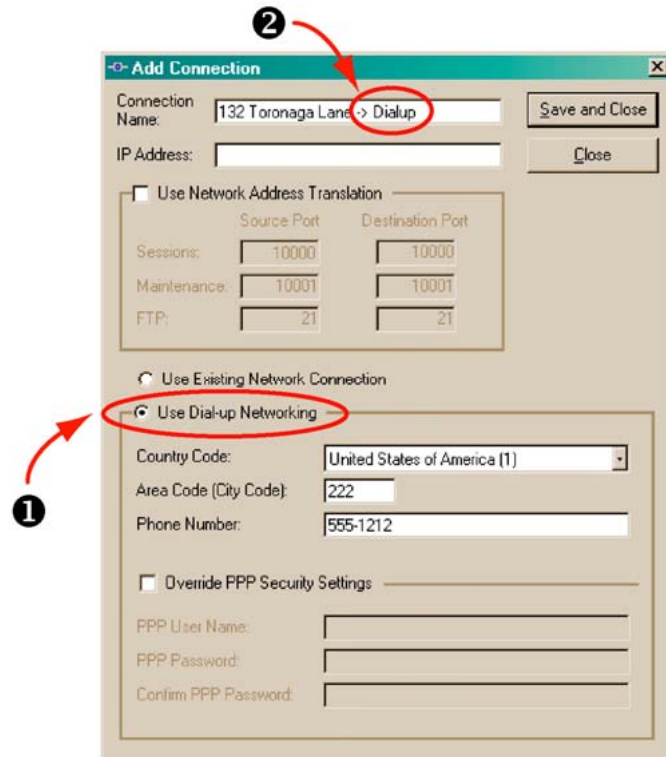 2
Add Connection
Connection Name:
132 Toronaga Lane -> Dialup
Save and Close
IP Address:
Close
Use Network Address Translation
Source Port Destination Port
Sessions: 10000 10000
Maintenance: 10001 10001
FTP: 21 21
Use Existing Network Connection
Use Dial-up Networking
1
Country Code: United States of America (1)
Area Code (City Code): 222
Phone Number: 555-1212
Override PPP Security Settings
PPP User Name:
PPP Password:
Confirm PPP Password: